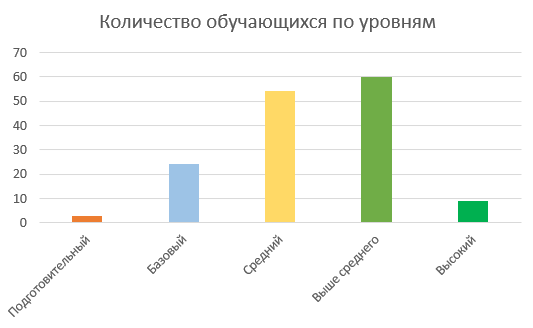 Количество обучающихся по уровням
70
60
50
40
30
20
10
0
Подготовительный
Базовый
Средний
Выше среднего
Высокий